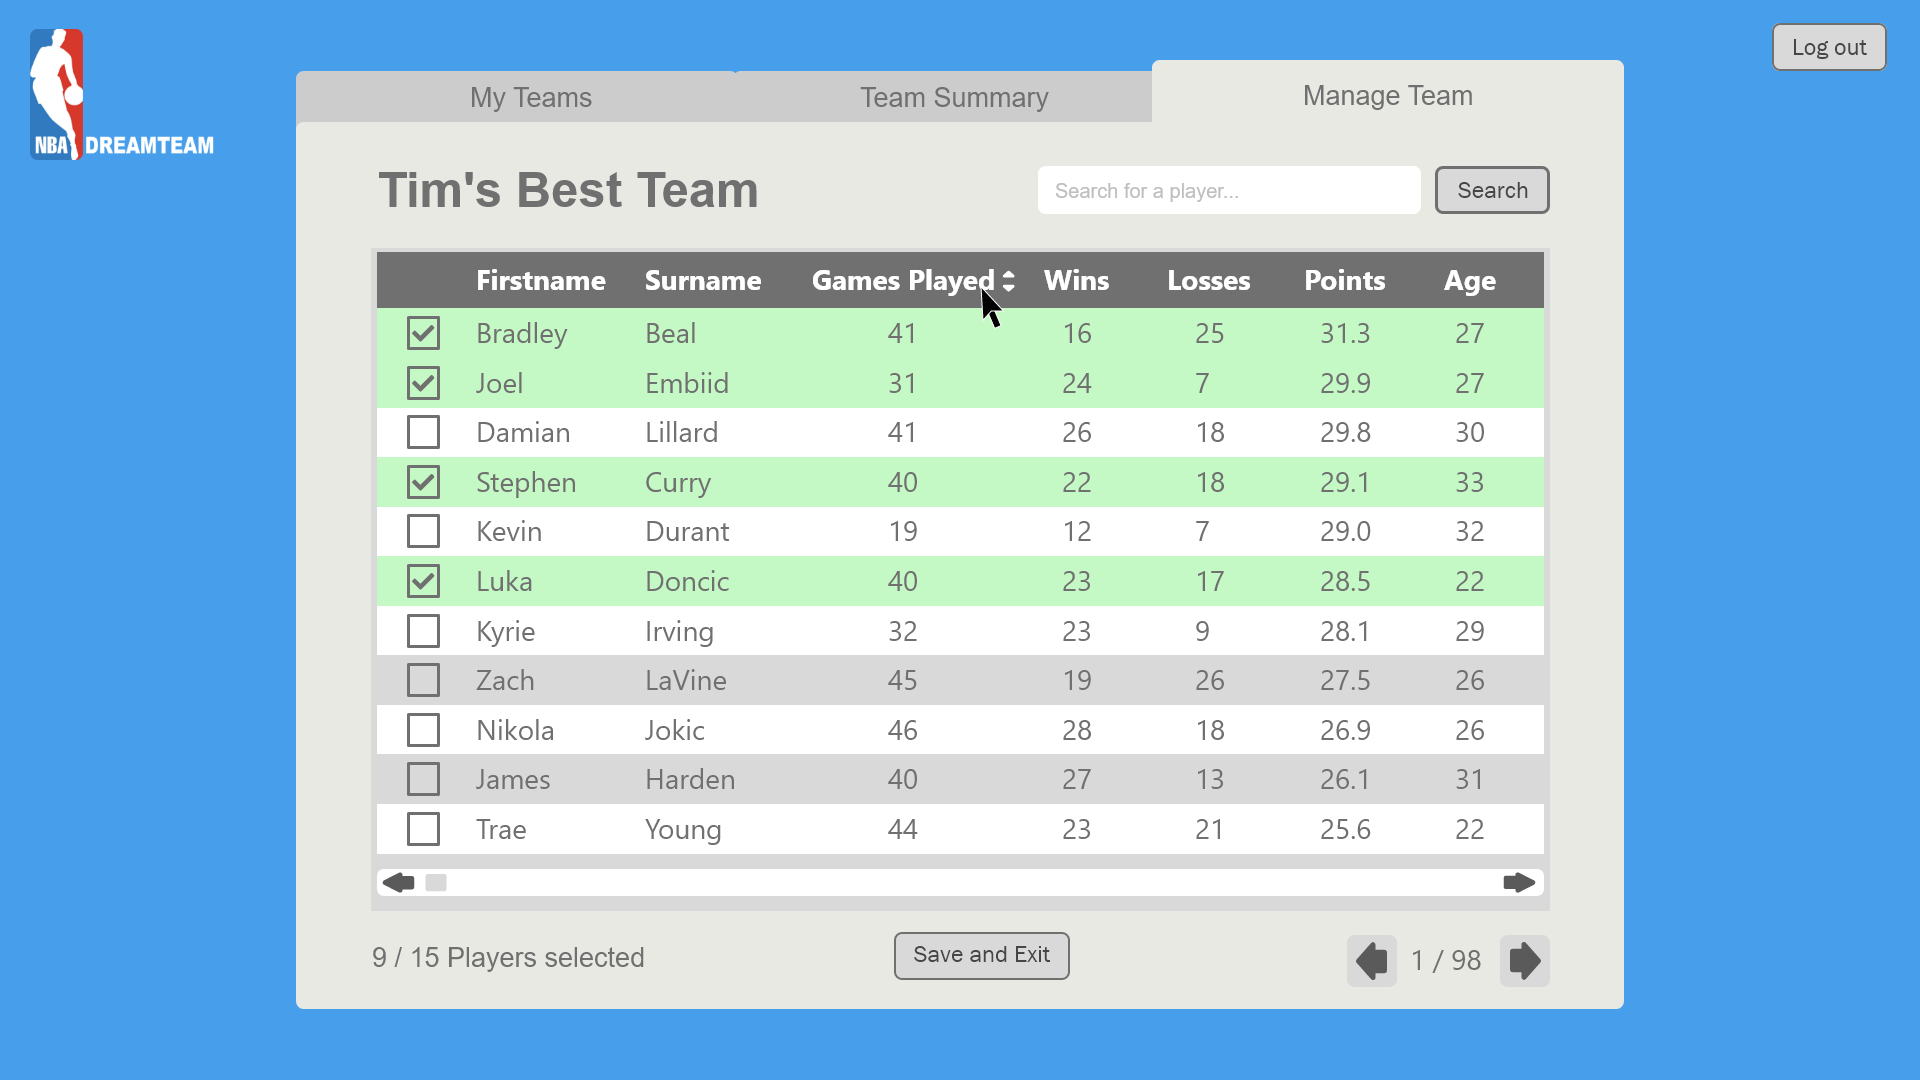 Log out
My Teams Team Summary Manage Team
NBA DREAMTEAM
Tim's Best Team Search for a player... Search
Firstname Surname Games Played Wins Losses Points Age
Bradley Beal 41 16 25 31.3 27
Joel Embiid 31 24 7 29.9 27
Damian Lillard 41 26 18 29.8 30
Stephen Curry 40 22 18 29.1 33
Kevin Durant 19 12 7 29.0 32
Luka Doncic 40 23 17 28.5 22
Kyrie Irving 32 23 9 28.1 29
Zach LaVine 45 19 26 27.5 26
Nikola Jokic 46 28 18 26.9 26
James Harden 40 27 13 26.1 31
Trae Young 44 23 21 25.6 22
9 / 15 Players selected Save and Exit 1 / 98